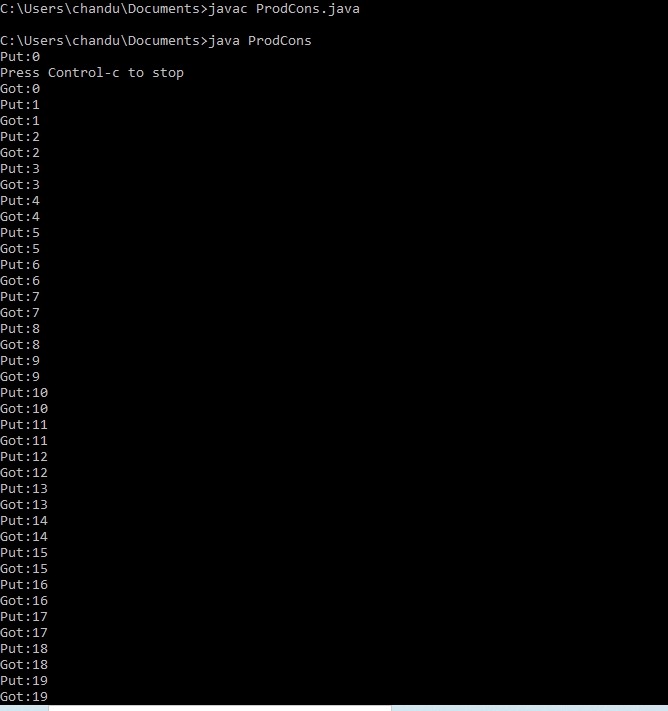 C:\Users\chandu\Documents>javac ProdCons.java
C:\Users\chandu\Documents>java ProdCons
Put:0
Press Control-c to stop
Got:0
Put:1
Got:1
Put:2
Got:2
Put:3
Got:3
Put:4
Got:4
Put:5
Got:5
Put:6
Got:6
Put:7
Got:7
Put:8
Got:8
Put:9
Got:9
Put:10
Got:10
Put:11
Got:11
Put:12
Got:12
Put:13
Got:13
Put:14
Got:14
Put:15
Got:15
Put:16
Got:16
Put:17
Got:17
Put:18
Got:18
Put:19
Got:19